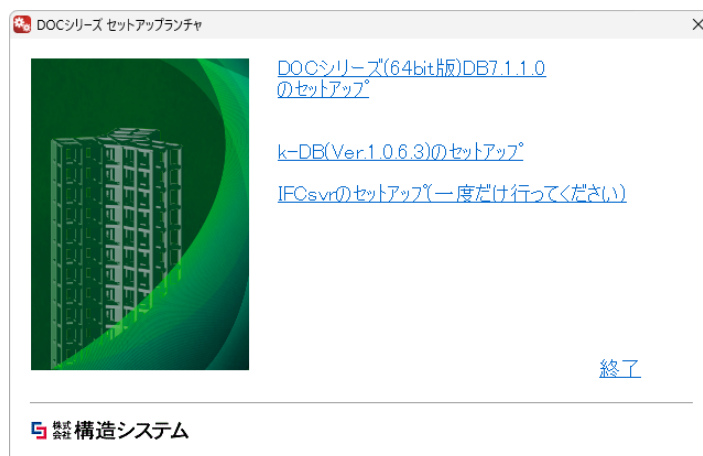 DOCシリーズ セットアップランチャ
DOCシリーズ(64bit版)DB7.1.1.0
のセットアップ
k-DB(Ver.1.0.6.3)のセットアップ
IFCsvrのセットアップ(一度だけ行ってください)
終了
株式会社 構造システム